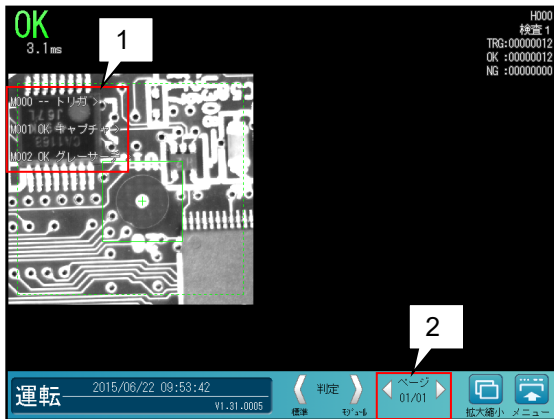 OK
3.1ms
1
H000
検査1
TRG:00000012
OK :00000012
NG :00000000
M000 -- トリガ >
M001 OK キャプチャ>
M002 OK グレーサーチ
2
運転
2015/06/22 09:53:42
V1.31.0005
判定
標準
モジュール
ページ
01/01
拡大縮小
メニュー